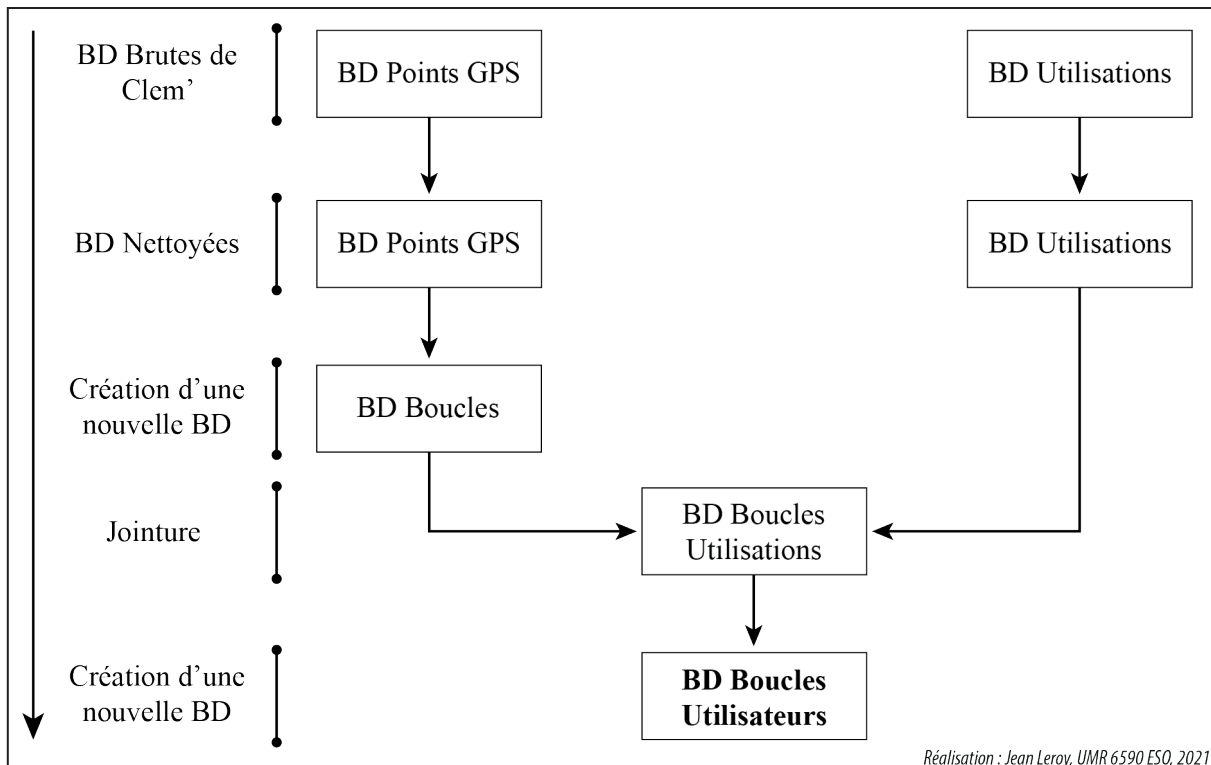 BD Brutes de
Clem’
BD Points GPS
BD Utilisations
BD Nettoyées
BD Points GPS
BD Utilisations
Création d’une
nouvelle BD
BD Boucles
Jointure
BD Boucles
Utilisations
Création d’une
nouvelle BD
BD Boucles
Utilisateurs
Réalisation : Jean Leroy, UMR 6590 ESO, 2021